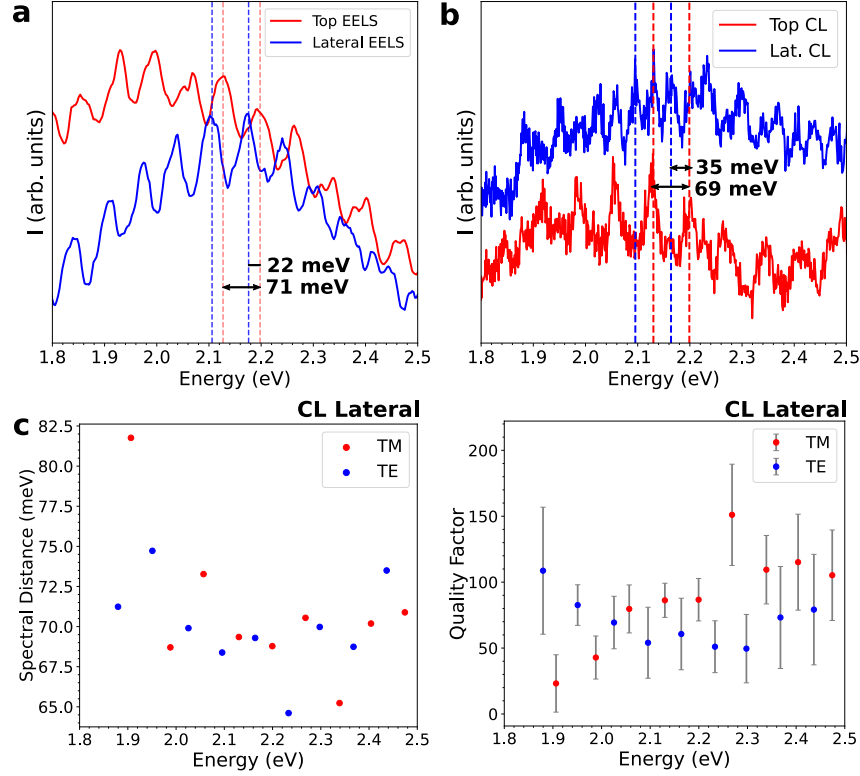 a
Top EELS
Lateral EELS
I (arb. units)
22 meV
71 meV
1.8 1.9 2.0 2.1 2.2 2.3 2.4 2.5
Energy (eV)
b
Top CL
Lat. CL
I (arb. units)
35 meV
69 meV
1.8 1.9 2.0 2.1 2.2 2.3 2.4 2.5
Energy (eV)
c
CL Lateral
TM
TE
Spectral Distance (meV)
82.5
80.0
77.5
75.0
72.5
70.0
67.5
65.0
1.8 1.9 2.0 2.1 2.2 2.3 2.4 2.5
Energy (eV)
CL Lateral
TM
TE
Quality Factor
200
150
100
50
0
1.8 1.9 2.0 2.1 2.2 2.3 2.4 2.5
Energy (eV)